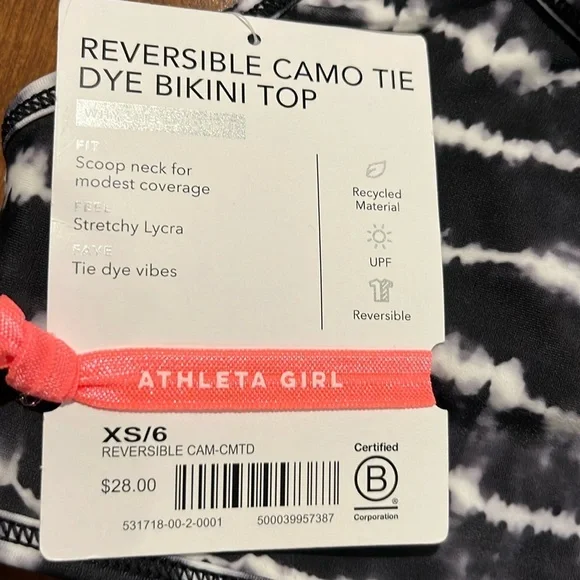 REVERSIBLE CAMO TIE
DYE BIKINI TOP
FIT
Scoop neck for
modest coverage
FEEL
Stretchy Lycra
FAVE
Tie dye vibes
Recycled
Material
UPF
Reversible
ATHLETA GIRL
XS/6
REVERSIBLE CAM-CMTD
$28.00
531718-00-2-0001
500039957387
Certified
B
®
Corporation